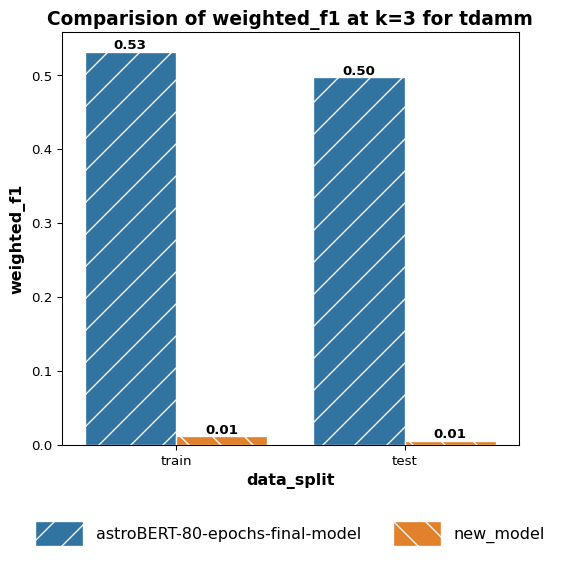 Comparision of weighted_f1 at k=3 for tdamm
0.53
0.50
0.01
0.01
0.5
0.4
0.3
0.2
0.1
0.0
weighted_f1
train
test
data_split
astroBERT-80-epochs-final-model
new_model